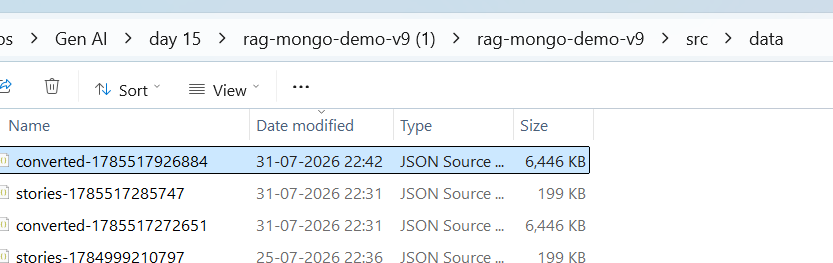 os > Gen AI > day 15 > rag-mongo-demo-v9 (1) > rag-mongo-demo-v9 > src > data
Sort View ...
Name Date modified Type Size
converted-1785517926884 31-07-2026 22:42 JSON Source ... 6,446 KB
stories-1785517285747 31-07-2026 22:31 JSON Source ... 199 KB
converted-1785517272651 31-07-2026 22:31 JSON Source ... 6,446 KB
stories-1784999210797 25-07-2026 22:36 JSON Source ... 199 KB